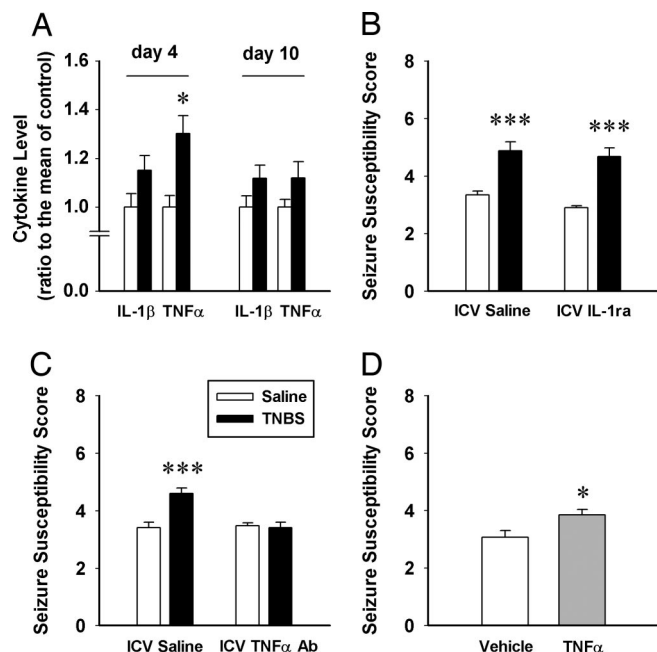 A
day 4
day 10
Cytokine Level
(ratio to the mean of control)
1.6
1.4
1.2
1.0
0.0
*
IL-1β TNFα
IL-1β TNFα
B
Seizure Susceptibility Score
8
6
4
2
0
***
***
ICV Saline
ICV IL-1ra
C
Seizure Susceptibility Score
8
6
4
2
0
Saline
TNBS
***
ICV Saline
ICV TNFα Ab
D
Seizure Susceptibility Score
8
6
4
2
0
*
Vehicle
TNFα